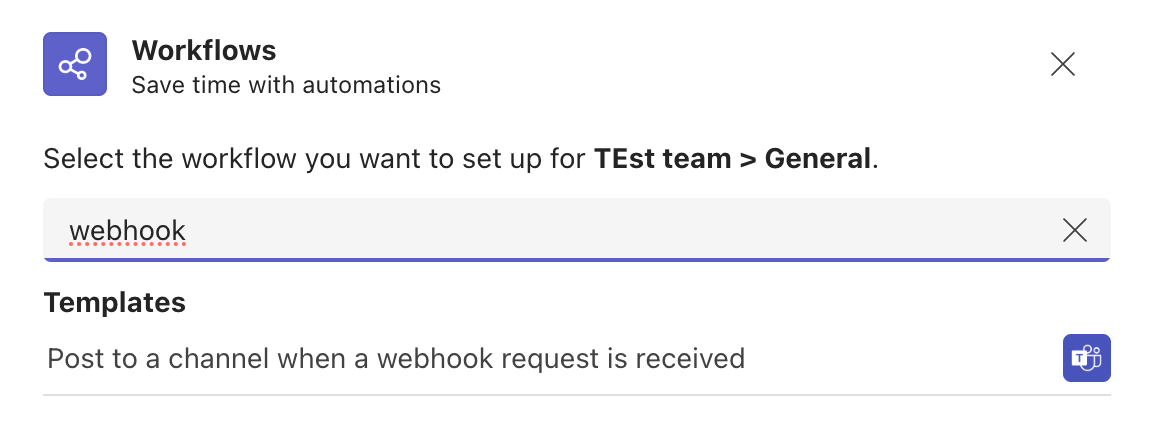 Workflows
Save time with automations
Select the workflow you want to set up for TEst team > General.
webhook
Templates
Post to a channel when a webhook request is received
T